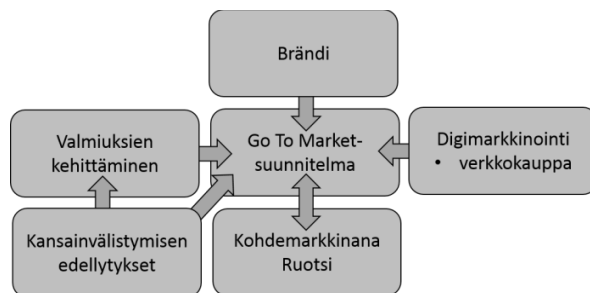 Brändi
Valmiuksien
kehittäminen
Go To Market-
suunnitelma
Digimarkkinointi
• verkkokauppa
Kansainvälistymisen
edellytykset
Kohdemarkkinana
Ruotsi